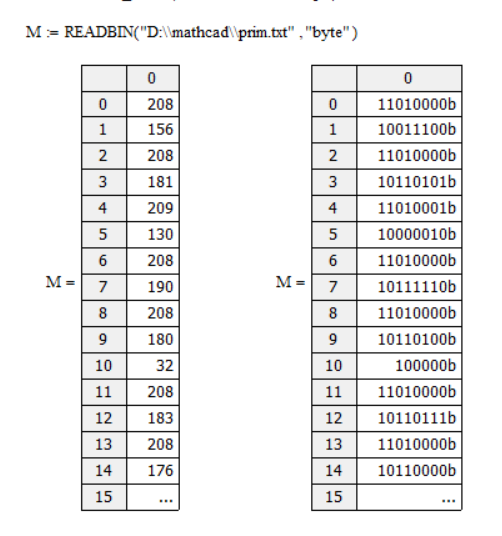 M := READBIN("D:\\mathcad\\prim.txt" ,"byte")
0 0
0 208 0 11010000b
1 156 1 10011100b
2 208 2 11010000b
3 181 3 10110101b
4 209 4 11010001b
5 130 5 10000010b
6 208 6 11010000b
M = 7 190 M = 7 10111110b
8 208 8 11010000b
9 180 9 10110100b
10 32 10 100000b
11 208 11 11010000b
12 183 12 10110111b
13 208 13 11010000b
14 176 14 10110000b
15 ... 15 ...